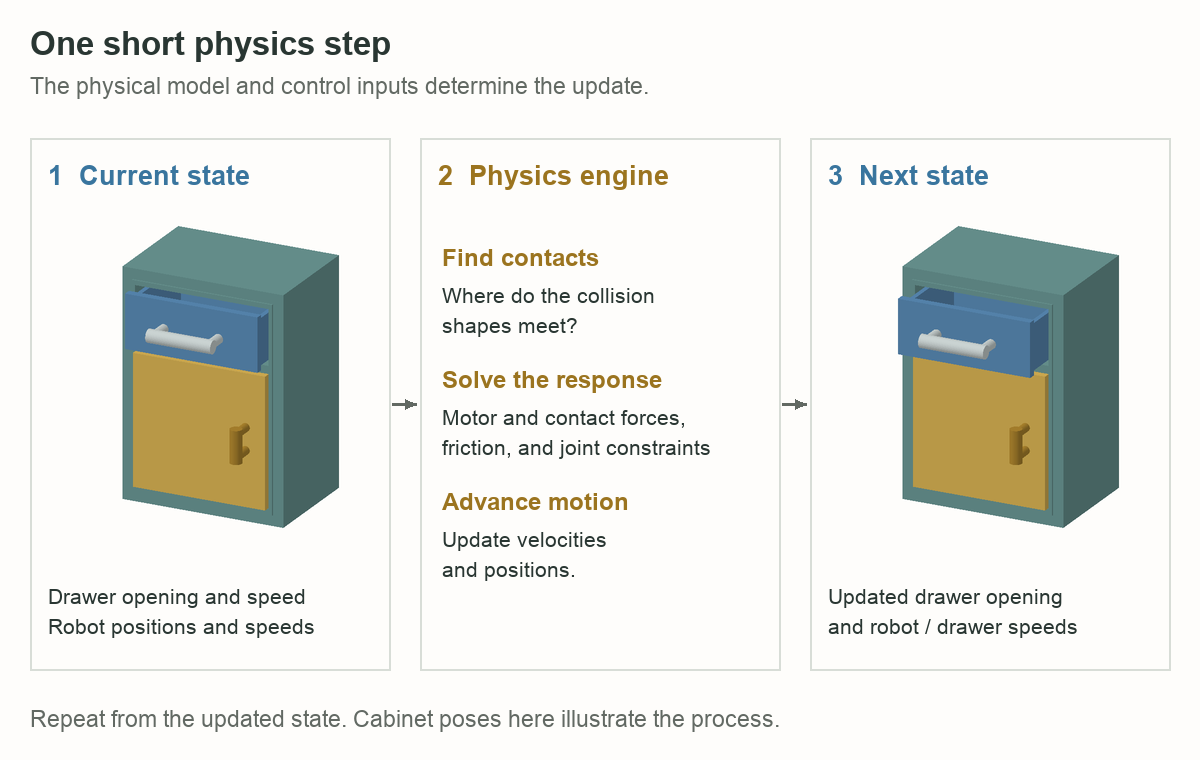 One short physics step
The physical model and control inputs determine the update.
1 Current state
Drawer opening and speed
Robot positions and speeds
2 Physics engine
Find contacts
Where do the collision
shapes meet?
Solve the response
Motor and contact forces,
friction, and joint constraints
Advance motion
Update velocities
and positions.
3 Next state
Updated drawer opening
and robot / drawer speeds
Repeat from the updated state. Cabinet poses here illustrate the process.